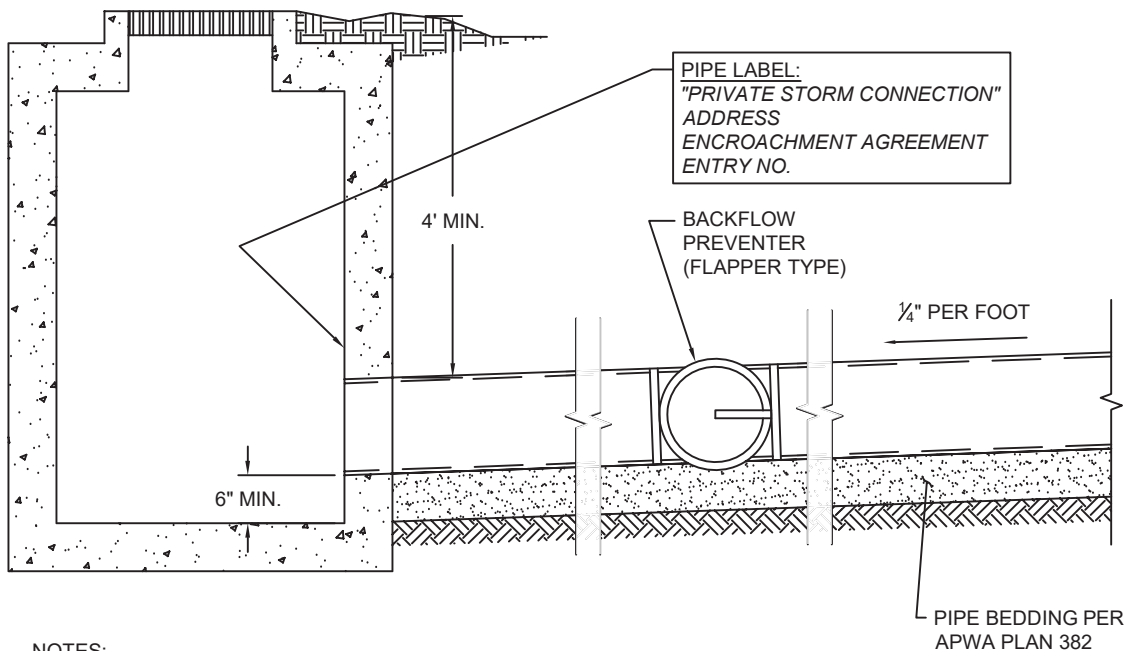 PIPE LABEL:
"PRIVATE STORM CONNECTION"
ADDRESS
ENCROACHMENT AGREEMENT
ENTRY NO.
4' MIN.
BACKFLOW
PREVENTER
(FLAPPER TYPE)
¼" PER FOOT
6" MIN.
PIPE BEDDING PER
APWA PLAN 382
NOTES: